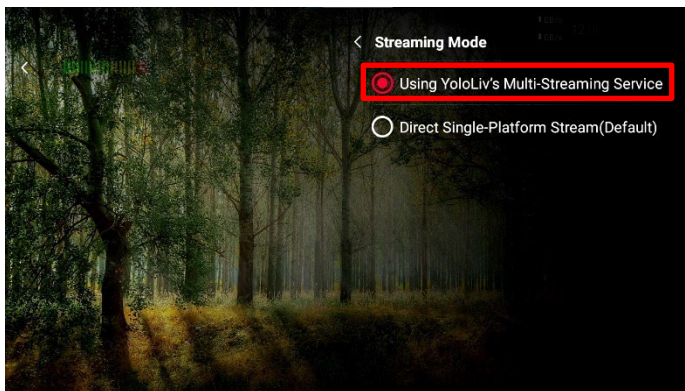 Streaming Mode
Using YoloLiv's Multi-Streaming Service
Direct Single-Platform Stream(Default)